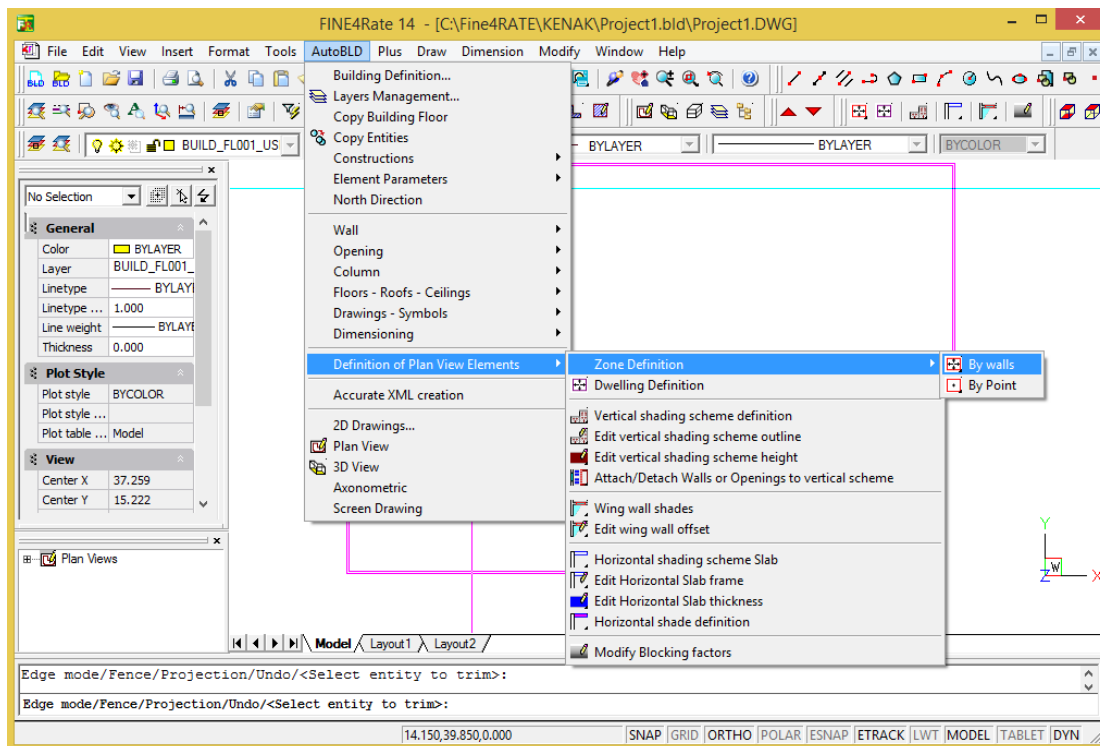 FINE4Rate 14 - [C:\Fine4RATE\KENAK\Project1.bld\Project1.DWG]
File Edit View Insert Format Tools AutoBLD Plus Draw Dimension Modify Window Help
BLD BLD
BUILD_FL001_US
BYLAYER
BYLAYER
BYCOLOR
No Selection
General
Color BYLAYER
Layer BUILD_FL001_
Linetype BYLAYE
Linetype ... 1.000
Line weight BYLAYE
Thickness 0.000
Plot Style
Plot style BYCOLOR
Plot style ...
Plot table ... Model
View
Center X 37.259
Center Y 15.222
Plan Views
Building Definition...
Layers Management...
Copy Building Floor
Copy Entities
Constructions
Element Parameters
North Direction
Wall
Opening
Column
Floors - Roofs - Ceilings
Drawings - Symbols
Dimensioning
Definition of Plan View Elements
Accurate XML creation
2D Drawings...
Plan View
3D View
Axonometric
Screen Drawing
Zone Definition
Dwelling Definition
Vertical shading scheme definition
Edit vertical shading scheme outline
Edit vertical shading scheme height
Attach/Detach Walls or Openings to vertical scheme
Wing wall shades
Edit wing wall offset
Horizontal shading scheme Slab
Edit Horizontal Slab frame
Edit Horizontal Slab thickness
Horizontal shade definition
Modify Blocking factors
By walls
By Point
Y
W
Z X
Model Layout1 Layout2
Edge mode/Fence/Projection/Undo/<Select entity to trim>:
Edge mode/Fence/Projection/Undo/<Select entity to trim>:
14.150,39.850,0.000 SNAP GRID ORTHO POLAR ESNAP ETRACK LWT MODEL TABLET DYN